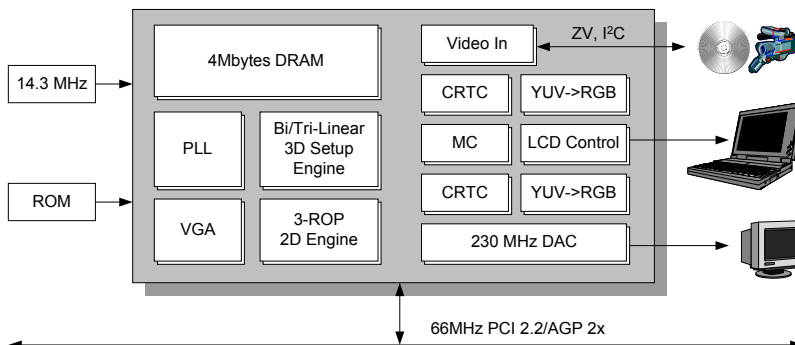 4Mbytes DRAM
Video In
ZV, I²C
14.3 MHz
CRTC
YUV->RGB
PLL
Bi/Tri-Linear
3D Setup
Engine
MC
LCD Control
ROM
CRTC
YUV->RGB
VGA
3-ROP
2D Engine
230 MHz DAC
66MHz PCI 2.2/AGP 2x